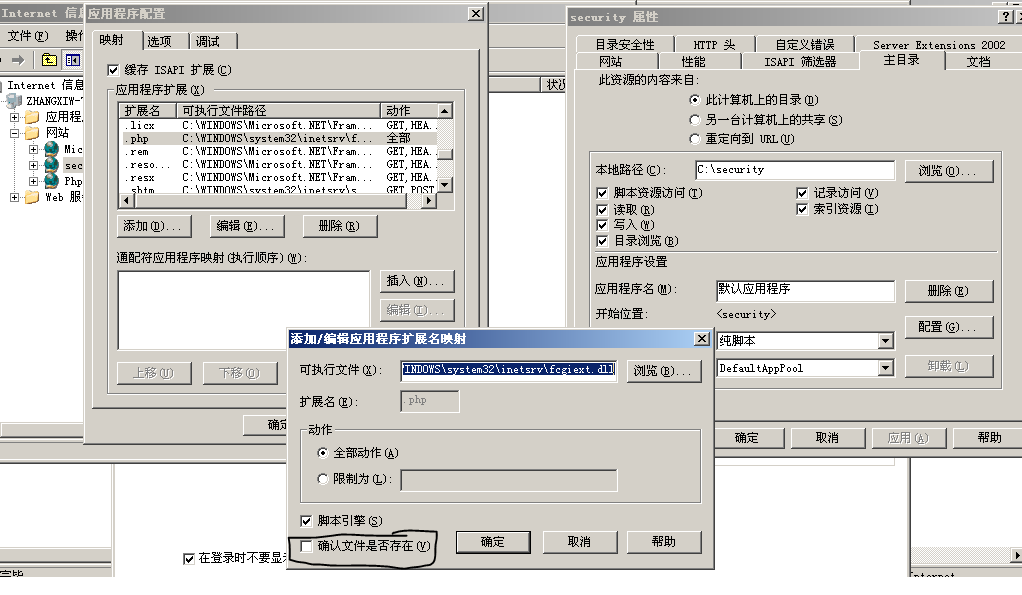 Internet 信息
文件(F) 操作
Internet 信息
ZHANGXIW-
应用程序
网站
Mic
sec
Php
Web 服
应用程序配置
映射 选项 调试
缓存 ISAPI 扩展(C)
应用程序扩展(X)
扩展名 可执行文件路径 动作
.licx C:\WINDOWS\Microsoft.NET\Fram... GET,HEA...
.php C:\WINDOWS\system32\inetsrv\f... 全部
.rem C:\WINDOWS\Microsoft.NET\Fram... GET,HEA...
.reso... C:\WINDOWS\Microsoft.NET\Fram... GET,HEA...
.resx C:\WINDOWS\Microsoft.NET\Fram... GET,HEA...
.shtm C:\WINDOWS\system32\inetsrv\s... GET,POST
添加(D)... 编辑(E)... 删除(R)
通配符应用程序映射(执行顺序)(W):
插入(N)...
编辑(I)...
上移(U) 下移(O)
确定
状况
security 属性
目录安全性 HTTP 头 自定义错误 Server Extensions 2002
网站 性能 ISAPI 筛选器 主目录 文档
此资源的内容来自:
此计算机上的目录(D)
另一台计算机上的共享(S)
重定向到 URL(U)
本地路径(C): C:\security 浏览(O)...
脚本资源访问(T) 记录访问(V)
读取(R) 索引资源(I)
写入(W)
目录浏览(B)
应用程序设置
应用程序名(M): 默认应用程序 删除(E)
开始位置: <security>
配置(G)...
纯脚本
DefaultAppPool 卸载(L)
确定 取消 应用(A) 帮助
添加/编辑应用程序扩展名映射
可执行文件(X): INDOWS\system32\inetsrv\fcgiext.dll 浏览(B)...
扩展名(E): .php
动作
全部动作(A)
限制为(L):
脚本引擎(S)
确认文件是否存在(V)
确定 取消 帮助
在登录时不要显示
完毕
Internet